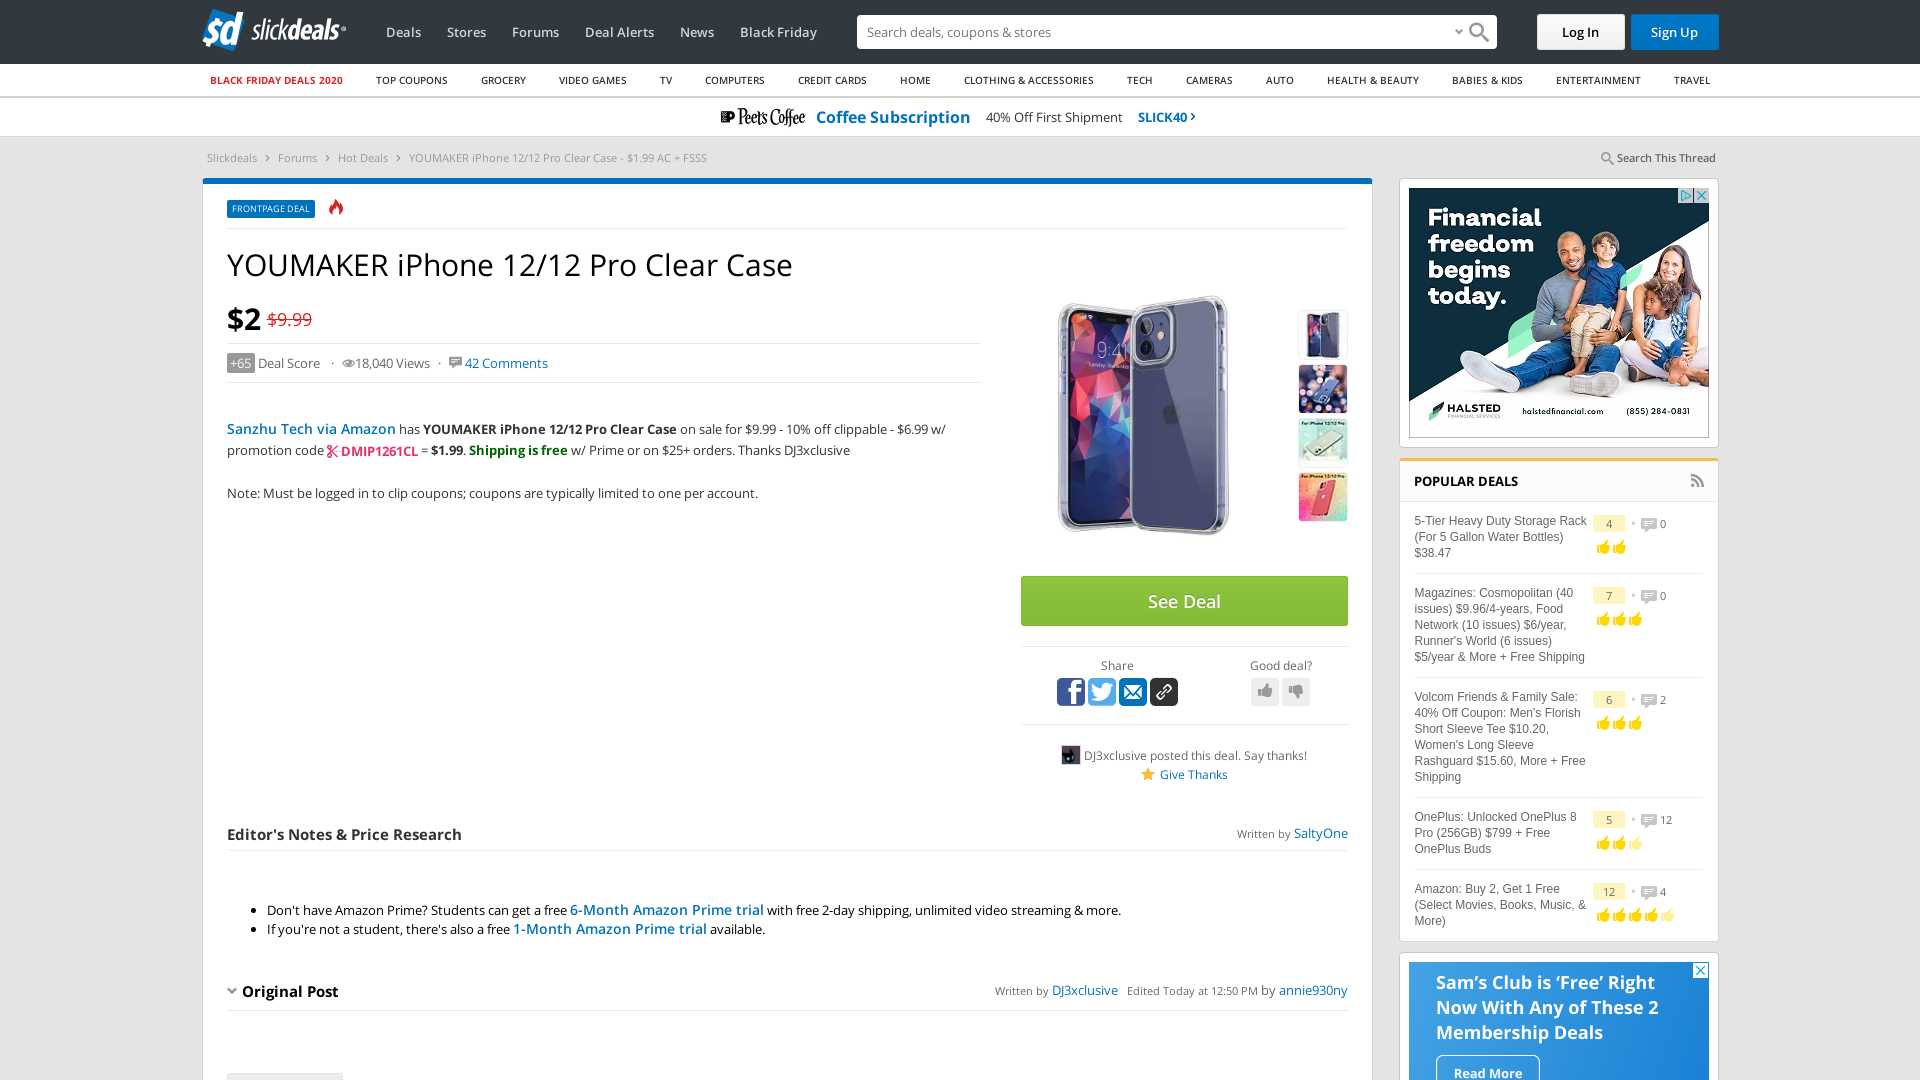 sd slickdeals
Deals
Stores
Forums
Deal Alerts
News
Black Friday
Search deals, coupons & stores
Log In
Sign Up
BLACK FRIDAY DEALS 2020
TOP COUPONS
GROCERY
VIDEO GAMES
TV
COMPUTERS
CREDIT CARDS
HOME
CLOTHING & ACCESSORIES
TECH
CAMERAS
AUTO
HEALTH & BEAUTY
BABIES & KIDS
ENTERTAINMENT
TRAVEL
Peet's Coffee Coffee Subscription 40% Off First Shipment SLICK40
Slickdeals > Forums > Hot Deals > YOUMAKER iPhone 12/12 Pro Clear Case - $1.99 AC + FSSS
Search This Thread
FRONTPAGE DEAL
YOUMAKER iPhone 12/12 Pro Clear Case
$2 $9.99
+65 Deal Score · 18,040 Views · 42 Comments
Sanzhu Tech via Amazon has YOUMAKER iPhone 12/12 Pro Clear Case on sale for $9.99 - 10% off clippable - $6.99 w/
promotion code DMIP1261CL = $1.99. Shipping is free w/ Prime or on $25+ orders. Thanks DJ3xclusive
Note: Must be logged in to clip coupons; coupons are typically limited to one per account.
9:41
For iPhone 12/12 Pro
For iPhone 12/12 Pro
See Deal
Share
Good deal?
DJ3xclusive posted this deal. Say thanks!
Give Thanks
Editor's Notes & Price Research
Written by SaltyOne
• Don't have Amazon Prime? Students can get a free 6-Month Amazon Prime trial with free 2-day shipping, unlimited video streaming & more.
• If you're not a student, there's also a free 1-Month Amazon Prime trial available.
Original Post
Written by DJ3xclusive Edited Today at 12:50 PM by annie930ny
Financial
freedom
begins
today.
HALSTED
FINANCIAL SERVICES
halstedfinancial.com
(855) 284-0831
POPULAR DEALS
5-Tier Heavy Duty Storage Rack
(For 5 Gallon Water Bottles)
$38.47
4 • 0
Magazines: Cosmopolitan (40
issues) $9.96/4-years, Food
Network (10 issues) $6/year,
Runner's World (6 issues)
$5/year & More + Free Shipping
7 • 0
Volcom Friends & Family Sale:
40% Off Coupon: Men's Florish
Short Sleeve Tee $10.20,
Women's Long Sleeve
Rashguard $15.60, More + Free
Shipping
6 • 2
OnePlus: Unlocked OnePlus 8
Pro (256GB) $799 + Free
OnePlus Buds
5 • 12
Amazon: Buy 2, Get 1 Free
(Select Movies, Books, Music, &
More)
12 • 4
Sam's Club is 'Free' Right
Now With Any of These 2
Membership Deals
Read More